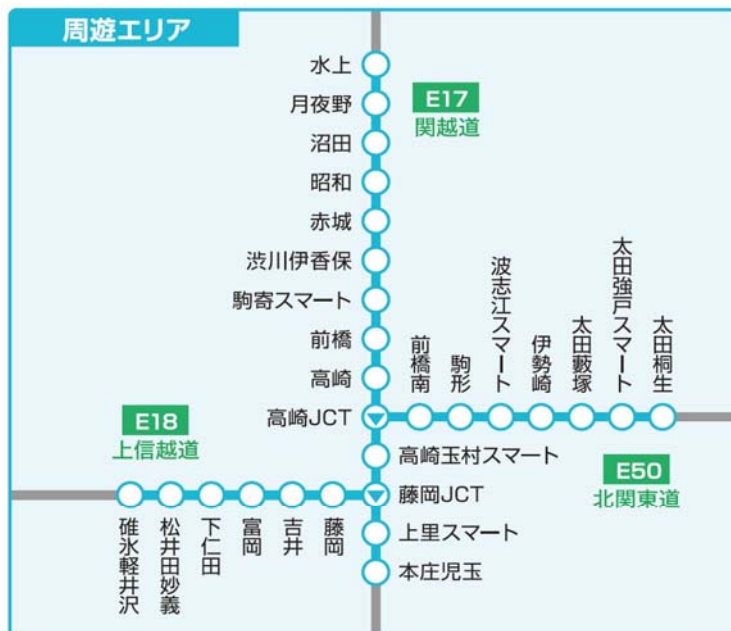 周遊エリア
水上
月夜野
沼田
昭和
赤城
渋川伊香保
駒寄スマート
前橋
高崎
高崎JCT
E17
関越道
前橋南
駒形
波志江スマート
伊勢崎
太田藪塚
太田強戸スマート
太田桐生
E18
上信越道
高崎玉村スマート
藤岡JCT
上里スマート
本庄児玉
E50
北関東道
碓氷軽井沢
松井田妙義
下仁田
富岡
吉井
藤岡